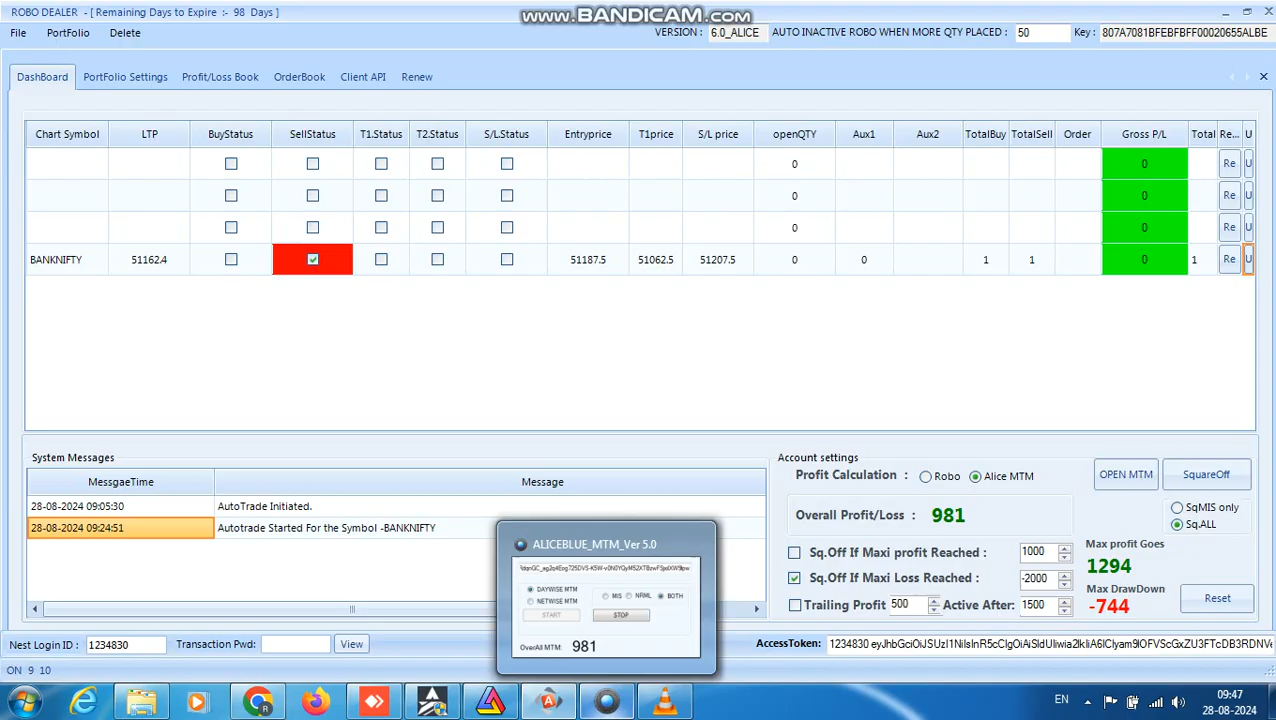 ROBO DEALER - [ Remaining Days to Expire :- 98 Days ]
www.BANDICAM.com
File PortFolio Delete
VERSION : 6.0_ALICE AUTO INACTIVE ROBO WHEN MORE QTY PLACED : 50 Key : 807A7081BFEBFBFF00020655ALBE
DashBoard PortFolio Settings Profit/Loss Book OrderBook Client API Renew
Chart Symbol LTP BuyStatus SellStatus T1.Status T2.Status S/L.Status Entryprice T1price S/L price openQTY Aux1 Aux2 TotalBuy TotalSell Order Gross P/L Total Re... U
0 0 Re U
0 0 Re U
0 0 Re U
BANKNIFTY 51162.4 51187.5 51062.5 51207.5 0 0 1 1 0 1 Re U
System Messages
MessgaeTime Message
28-08-2024 09:05:30 AutoTrade Initiated.
28-08-2024 09:24:51 Autotrade Started For the Symbol -BANKNIFTY
Account settings
Profit Calculation : Robo Alice MTM OPEN MTM SquareOff
Overall Profit/Loss : 981
SqMIS only
Sq.ALL
Sq.Off If Maxi profit Reached : 1000
Sq.Off If Maxi Loss Reached : -2000
Trailing Profit 500 Active After: 1500
Max profit Goes
1294
Max DrawDown
-744
Reset
ALICEBLUE_MTM_Ver 5.0
DAYWISE MTM
NETWISE MTM
MIS NRML BOTH
START STOP
OverAll MTM: 981
Nest Login ID : 1234830 Transaction Pwd: View
AccessToken:
ON 9 10
EN
09:47
28-08-2024